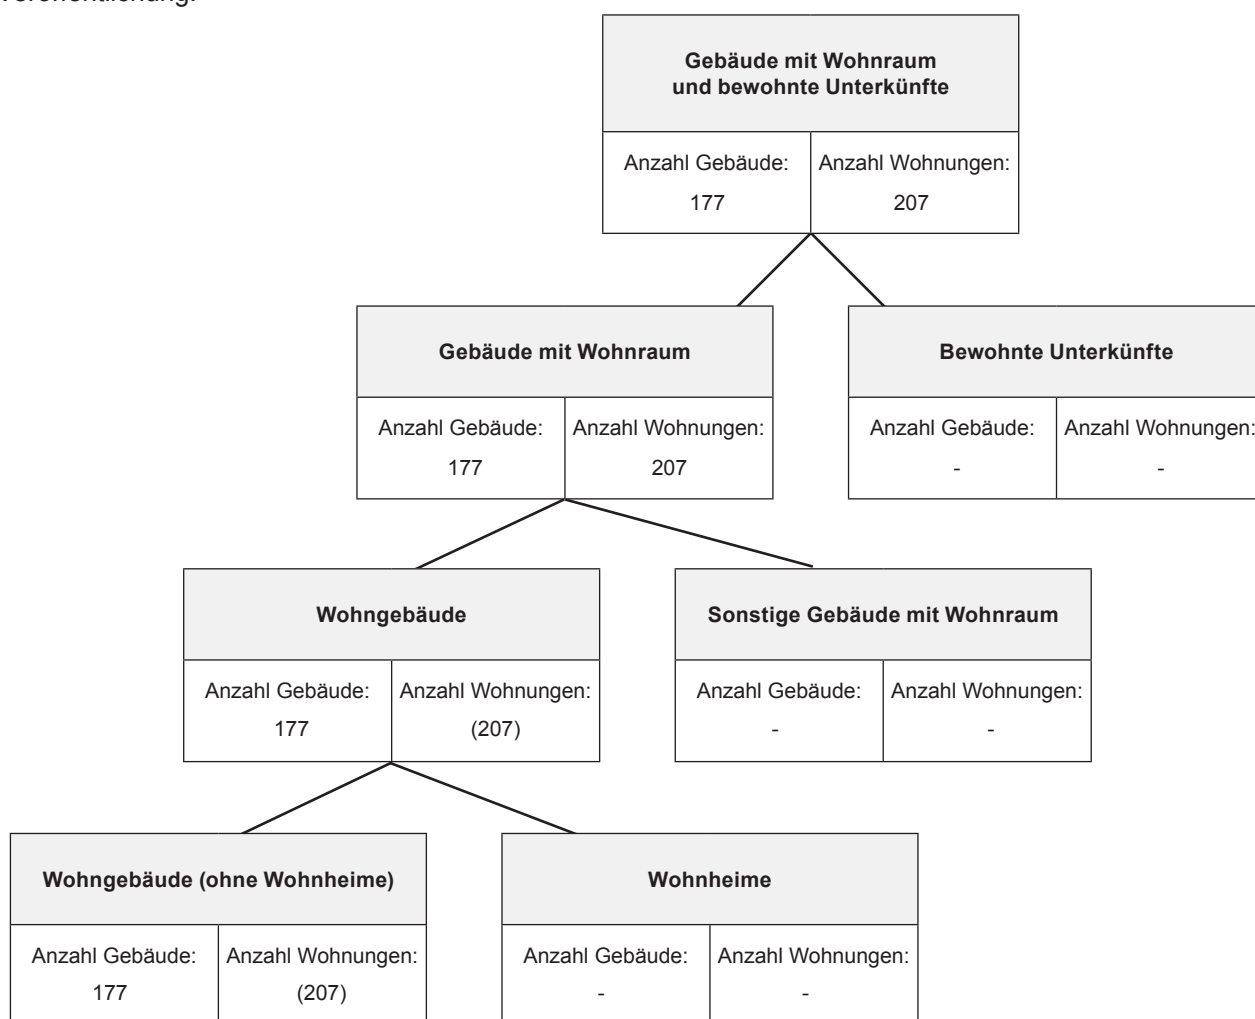 Veröffentlichung.
Gebäude mit Wohnraum
und bewohnte Unterkünfte
Anzahl Gebäude:
177
Anzahl Wohnungen:
207
Gebäude mit Wohnraum
Anzahl Gebäude:
177
Anzahl Wohnungen:
207
Bewohnte Unterkünfte
Anzahl Gebäude:
-
Anzahl Wohnungen:
-
Wohngebäude
Anzahl Gebäude:
177
Anzahl Wohnungen:
(207)
Sonstige Gebäude mit Wohnraum
Anzahl Gebäude:
-
Anzahl Wohnungen:
-
Wohngebäude (ohne Wohnheime)
Anzahl Gebäude:
177
Anzahl Wohnungen:
(207)
Wohnheime
Anzahl Gebäude:
-
Anzahl Wohnungen:
-